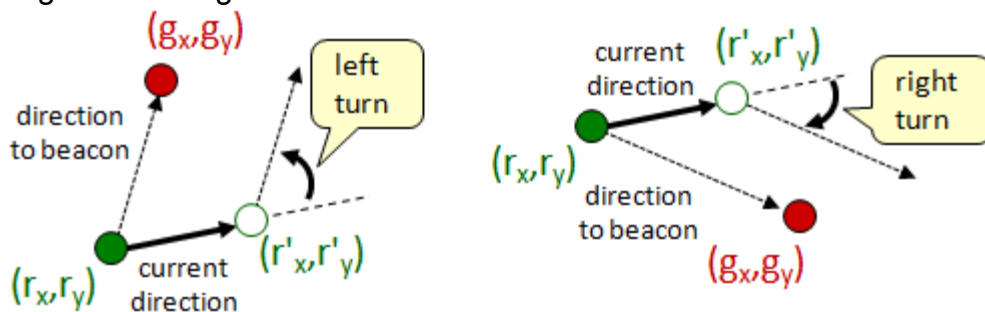 (gx,gy)
left
turn
direction
to beacon
(rx,ry)
current
direction
(r'x,r'y)
current
direction
(r'x,r'y)
right
turn
(rx,ry)
direction
to beacon
(gx,gy)